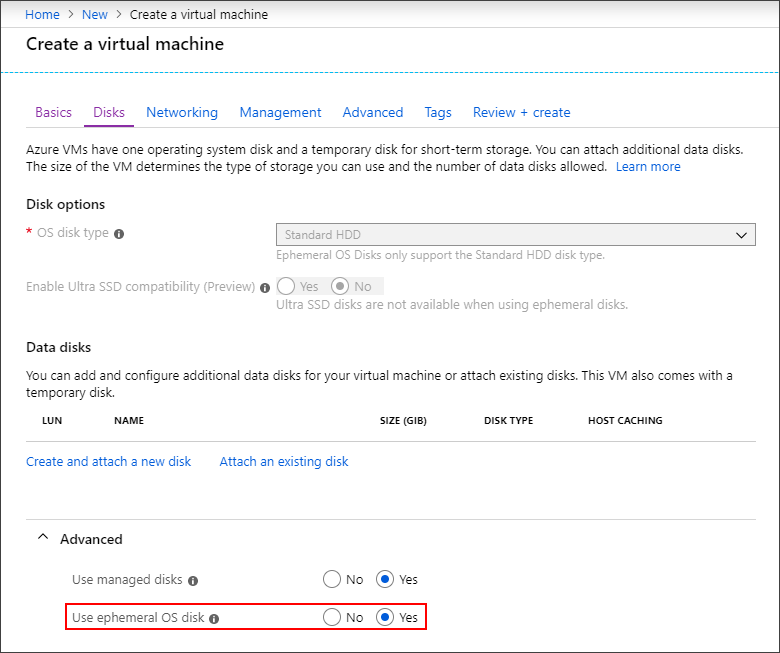 Home > New > Create a virtual machine
Create a virtual machine
Basics Disks Networking Management Advanced Tags Review + create
Azure VMs have one operating system disk and a temporary disk for short-term storage. You can attach additional data disks.
The size of the VM determines the type of storage you can use and the number of data disks allowed. Learn more
Disk options
* OS disk type
Standard HDD
Ephemeral OS Disks only support the Standard HDD disk type.
Enable Ultra SSD compatibility (Preview) Yes No
Ultra SSD disks are not available when using ephemeral disks.
Data disks
You can add and configure additional data disks for your virtual machine or attach existing disks. This VM also comes with a
temporary disk.
LUN NAME SIZE (GIB) DISK TYPE HOST CACHING
Create and attach a new disk Attach an existing disk
Advanced
Use managed disks No Yes
Use ephemeral OS disk No Yes